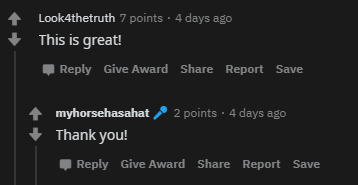 Look4thetruth 7 points · 4 days ago
This is great!
Reply Give Award Share Report Save
myhorsehasahat 2 points · 4 days ago
Thank you!
Reply Give Award Share Report Save